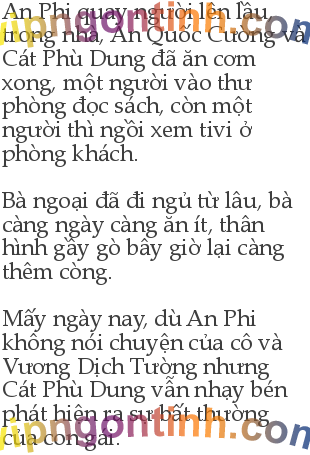 An Phi quay người lên lầu
trong nhà, An Quốc Cường và
Cát Phù Dung đã ăn cơm
xong, một người vào thư
phòng đọc sách, còn một
người thì ngồi xem tivi ở
phòng khách.
Bà ngoại đã đi ngủ từ lâu, bà
càng ngày càng ăn ít, thân
hình gầy gò bây giờ lại càng
thêm còng.
Mấy ngày nay, dù An Phi
không nói chuyện của cô và
Vương Dịch Tường nhưng
Cát Phù Dung vẫn nhạy bén
phát hiện ra sự bất thường
của con gái.
vipngontinh.com
vipngontinh.com